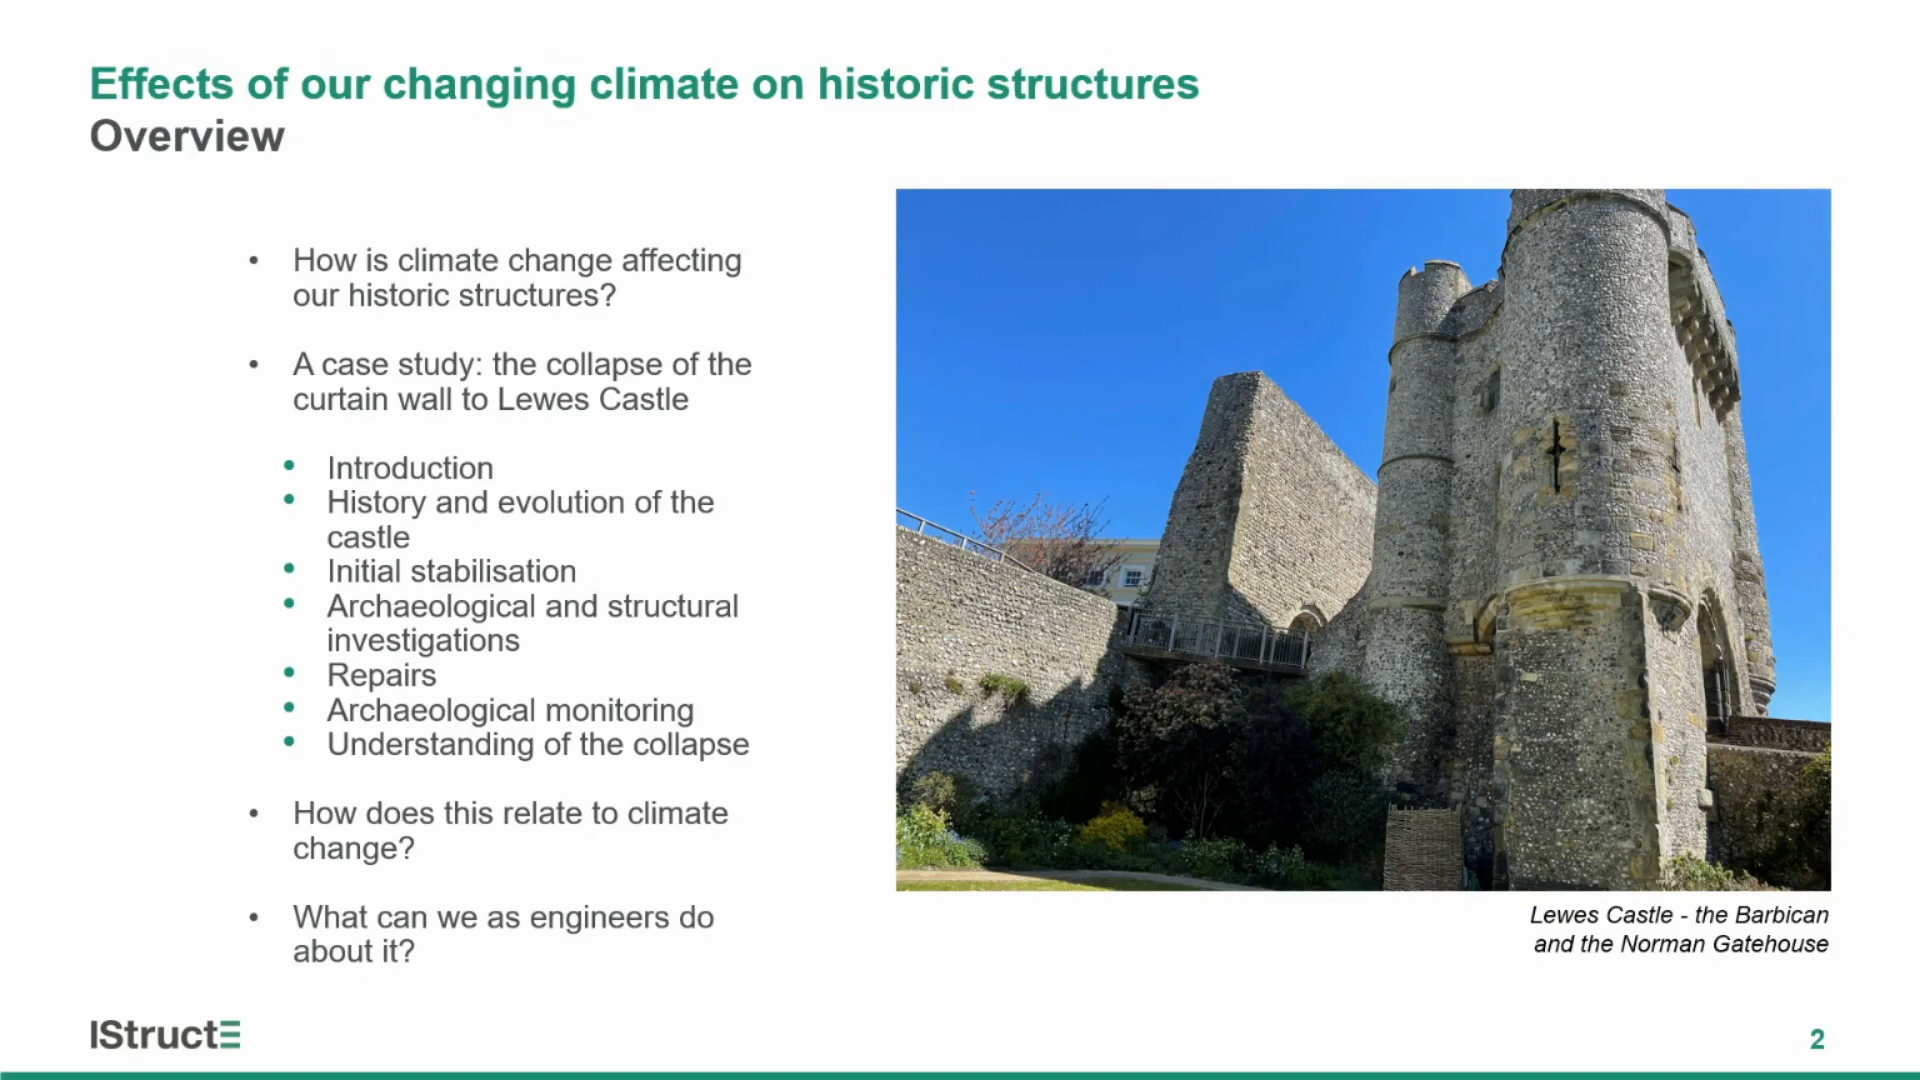 Effects of our changing climate on historic structures
Overview
• How is climate change affecting
our historic structures?
• A case study: the collapse of the
curtain wall to Lewes Castle
• Introduction
• History and evolution of the
castle
• Initial stabilisation
• Archaeological and structural
investigations
• Repairs
• Archaeological monitoring
• Understanding of the collapse
• How does this relate to climate
change?
• What can we as engineers do
about it?
Lewes Castle - the Barbican
and the Norman Gatehouse
IStructE
2